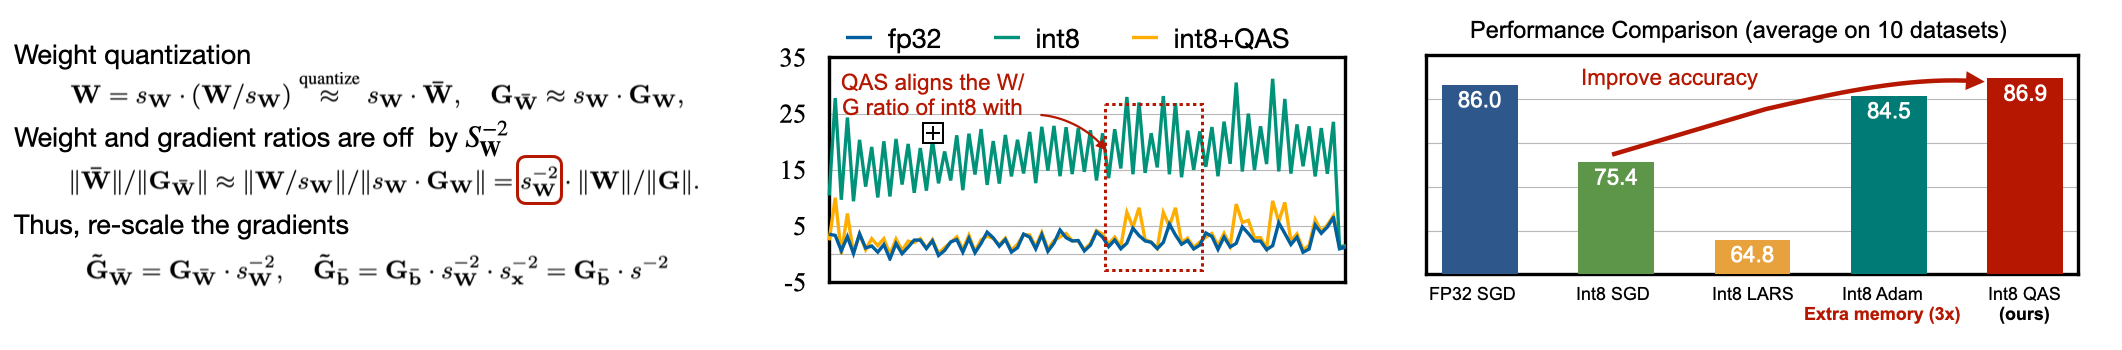 Weight quantization
W = s_W · (W/s_W) quantize ≈ s_W · W̄, G_W̄ ≈ s_W · G_W,
Weight and gradient ratios are off by S_W^−2
‖W̄‖/‖G_W̄‖ ≈ ‖W/s_W‖/‖s_W · G_W‖ = s_W^−2 · ‖W‖/‖G‖.
Thus, re-scale the gradients
G̃_W̄ = G_W̄ · s_W^−2, G̃_b̄ = G_b̄ · s_W^−2 · s_x^−2 = G_b̄ · s^−2
fp32 int8 int8+QAS
35
25
15
5
-5
QAS aligns the W/
G ratio of int8 with
Performance Comparison (average on 10 datasets)
Improve accuracy
86.0
75.4
64.8
84.5
86.9
FP32 SGD
Int8 SGD
Int8 LARS
Int8 Adam
Extra memory (3x)
Int8 QAS
(ours)